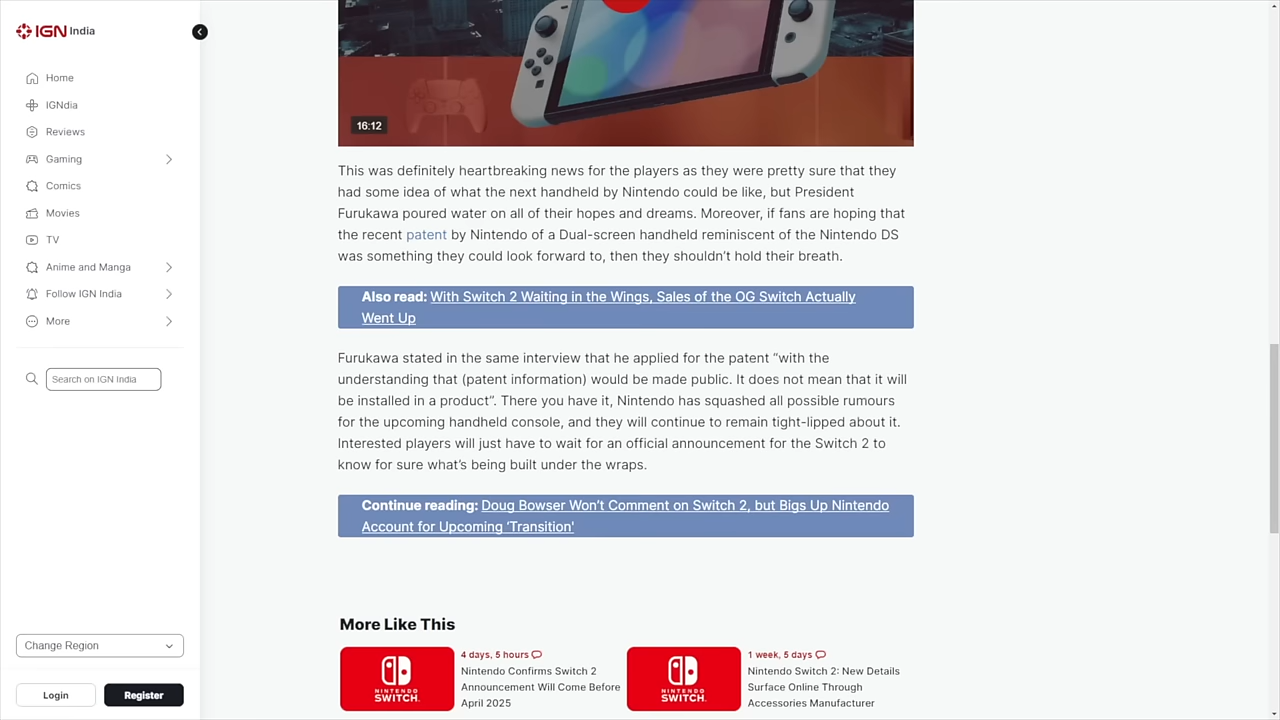 IGN India
Home
IGNdia
Reviews
Gaming
Comics
Movies
TV
Anime and Manga
Follow IGN India
More
Search on IGN India
Change Region
Login
Register
16:12
This was definitely heartbreaking news for the players as they were pretty sure that they
had some idea of what the next handheld by Nintendo could be like, but President
Furukawa poured water on all of their hopes and dreams. Moreover, if fans are hoping that
the recent patent by Nintendo of a Dual-screen handheld reminiscent of the Nintendo DS
was something they could look forward to, then they shouldn’t hold their breath.
Also read: With Switch 2 Waiting in the Wings, Sales of the OG Switch Actually
Went Up
Furukawa stated in the same interview that he applied for the patent “with the
understanding that (patent information) would be made public. It does not mean that it will
be installed in a product”. There you have it, Nintendo has squashed all possible rumours
for the upcoming handheld console, and they will continue to remain tight-lipped about it.
Interested players will just have to wait for an official announcement for the Switch 2 to
know for sure what’s being built under the wraps.
Continue reading: Doug Bowser Won’t Comment on Switch 2, but Bigs Up Nintendo
Account for Upcoming ‘Transition'
More Like This
NINTENDO
SWITCH.
4 days, 5 hours
Nintendo Confirms Switch 2
Announcement Will Come Before
April 2025
NINTENDO
SWITCH.
1 week, 5 days
Nintendo Switch 2: New Details
Surface Online Through
Accessories Manufacturer